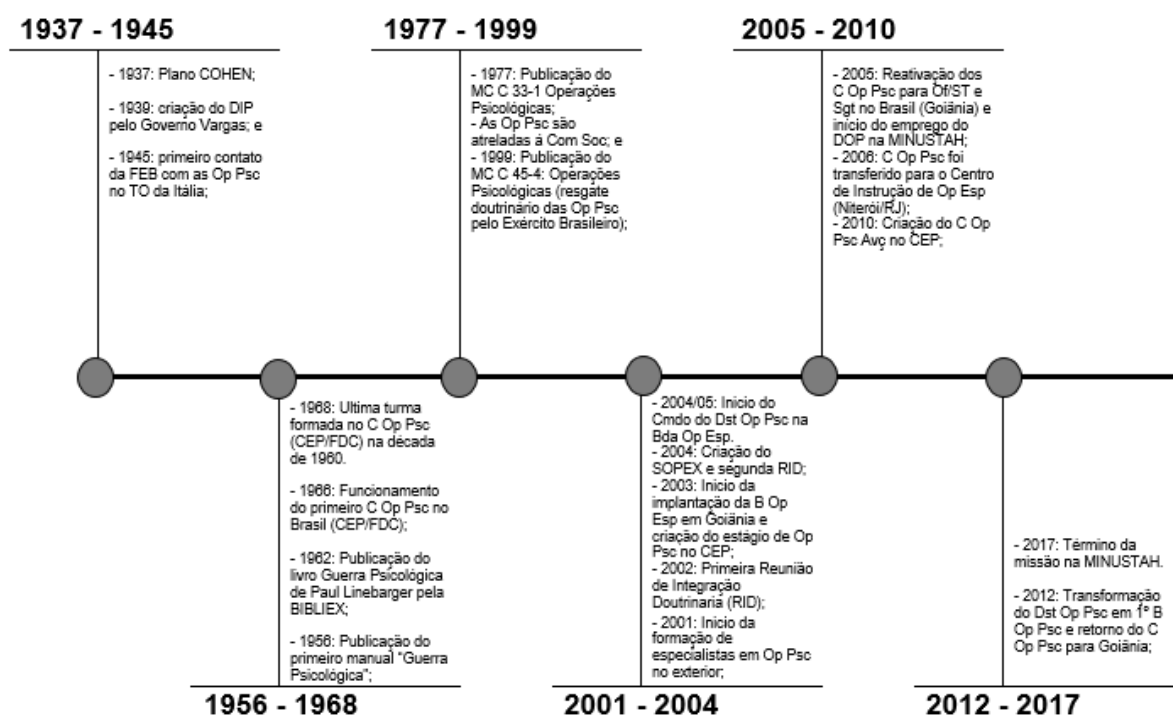 1937 - 1945
- 1937: Plano COHEN;
- 1939: criação do DIP
pelo Governo Vargas; e
- 1945: primeiro contato
da FEB com as Op Psc
no TO da Itália;
1977 - 1999
- 1977: Publicação do
MC C 33-1 Operações
Psicológicas;
- As Op Psc são
atreladas á Com Soc; e
- 1999: Publicação do
MC C 45-4: Operações
Psicológicas (resgate
doutrinário das Op Psc
pelo Exército Brasileiro);
2005 - 2010
- 2005: Reativação dos
C Op Psc para Of/ST e
Sgt no Brasil (Goiânia) e
início do emprego do
DOP na MINUSTAH;
- 2006: C Op Psc foi
transferido para o Centro
de Instrução de Op Esp
(Niterói/RJ);
- 2010: Criação do C Op
Psc Avç no CEP;
- 1968: Ultima turma
formada no C Op Psc
(CEP/FDC) na década
de 1960.
- 1966: Funcionamento
do primeiro C Op Psc no
Brasil (CEP/FDC);
- 1962: Publicação do
livro Guerra Psicológica
de Paul Linebarger pela
BIBLIEX;
- 1956: Publicação do
primeiro manual "Guerra
Psicológica";
1956 - 1968
- 2004/05: Inicio do
Cmdo do Dst Op Psc na
Bda Op Esp.
- 2004: Criação do
SOPEX e segunda RID;
- 2003: Inicio da
implantação da B Op
Esp em Goiânia e
criação do estágio de Op
Psc no CEP;
- 2002: Primeira Reunião
de Integração
Doutrinaria (RID);
- 2001: Inicio da
formação de
especialistas em Op Psc
no exterior;
2001 - 2004
- 2017: Término da
missão na MINUSTAH.
- 2012: Transformação
do Dst Op Psc em 1º B
Op Psc e retorno do C
Op Psc para Goiânia;
2012 - 2017